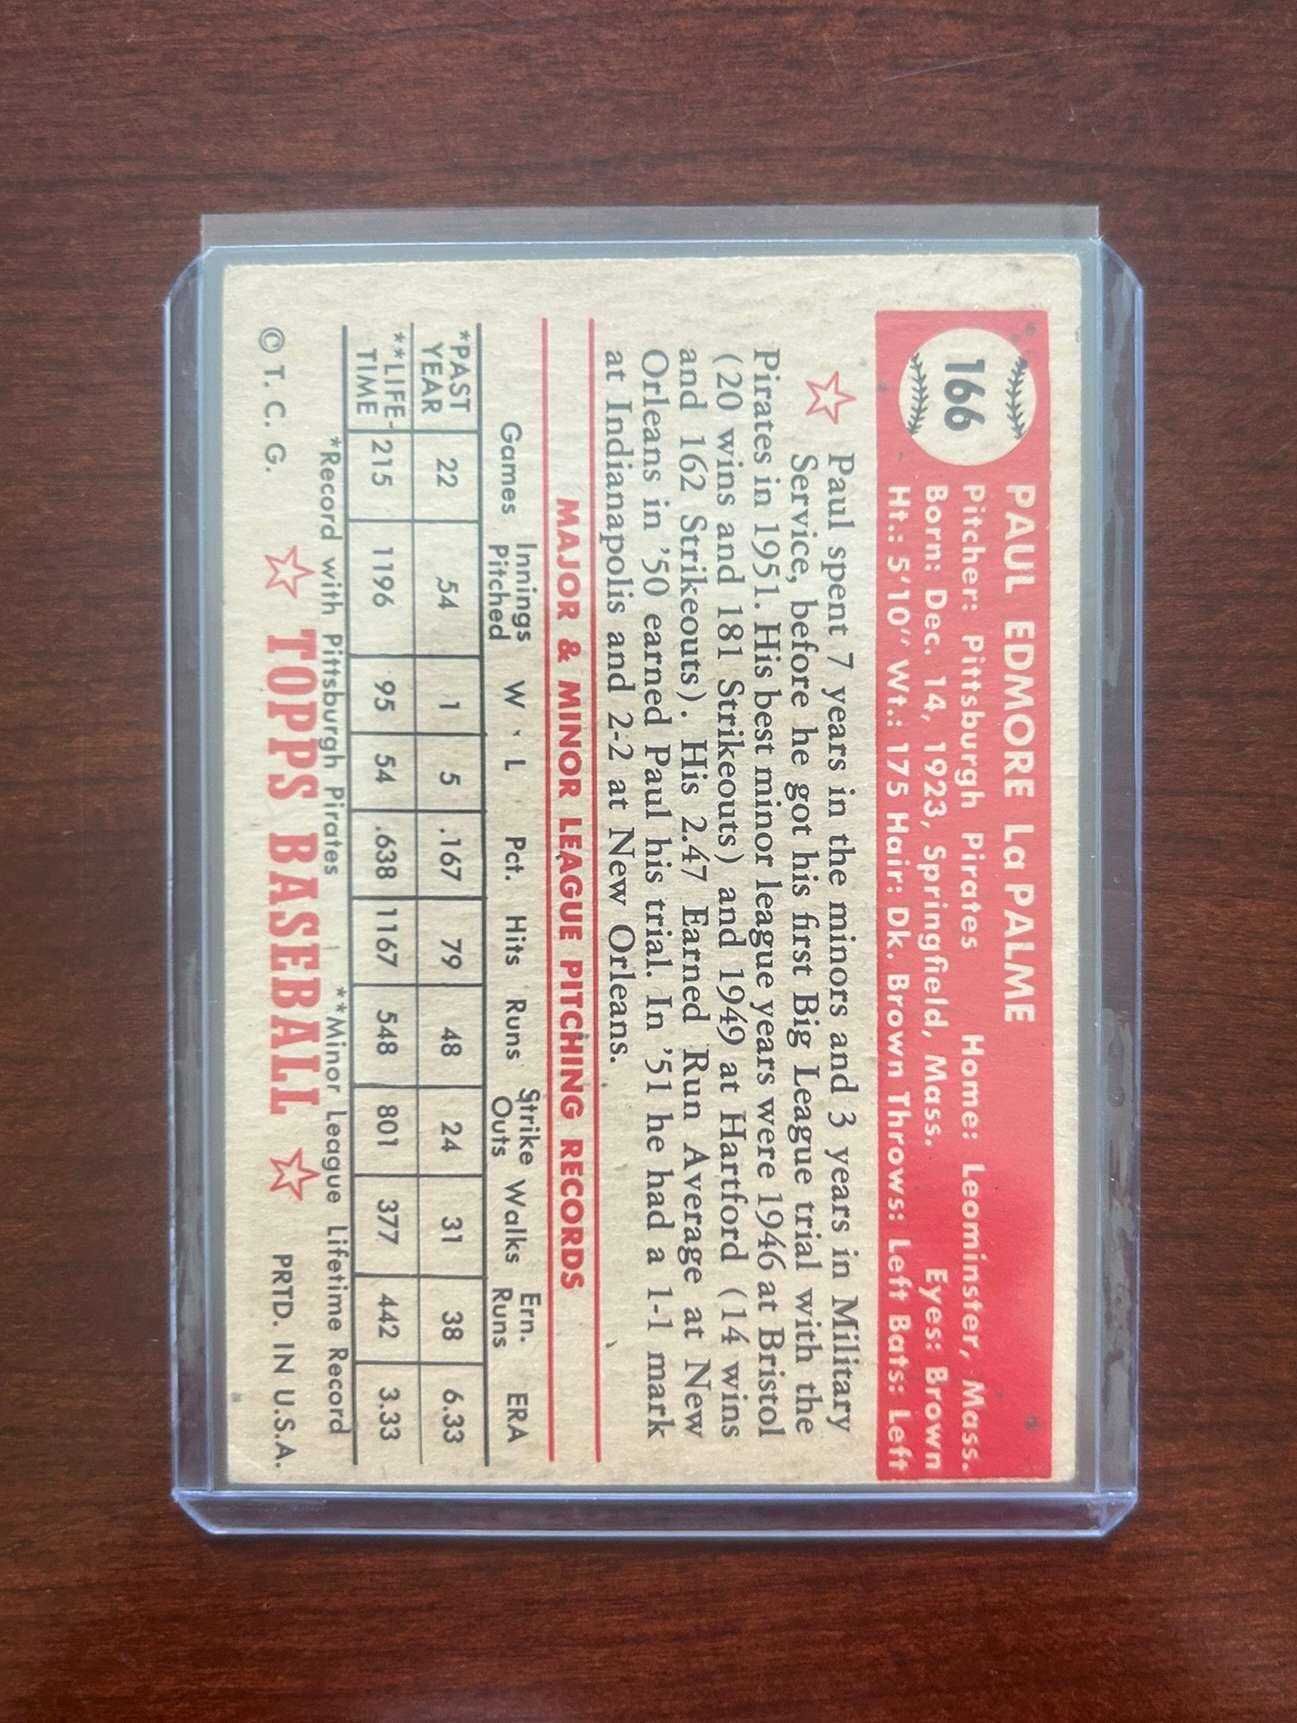 166
PAUL EDMORE La PALME
Pitcher: Pittsburgh Pirates Home: Leominster, Mass.
Born: Dec. 14, 1923, Springfield, Mass. Eyes: Brown
Ht.: 5'10" Wt.: 175 Hair: Dk. Brown Throws: Left Bats: Left
Paul spent 7 years in the minors and 3 years in Military
Service, before he got his first Big League trial with the
Pirates in 1951. His best minor league years were 1946 at Bristol
(20 wins and 181 Strikeouts) and 1949 at Hartford (14 wins
and 162 Strikeouts). His 2.47 Earned Run Average at New
Orleans in '50 earned Paul his trial. In '51 he had a 1-1 mark
at Indianapolis and 2-2 at New Orleans.
MAJOR & MINOR LEAGUE PITCHING RECORDS
Games Innings Pitched W L Pct. Hits Runs Strike Outs Walks Ern. Runs ERA
*PAST YEAR 22 54 1 5 .167 79 48 24 31 38 6.33
**LIFE-TIME 215 1196 95 54 .638 1167 548 801 377 442 3.33
*Record with Pittsburgh Pirates **Minor League Lifetime Record
© T. C. G. TOPPS BASEBALL PRTD. IN U.S.A.